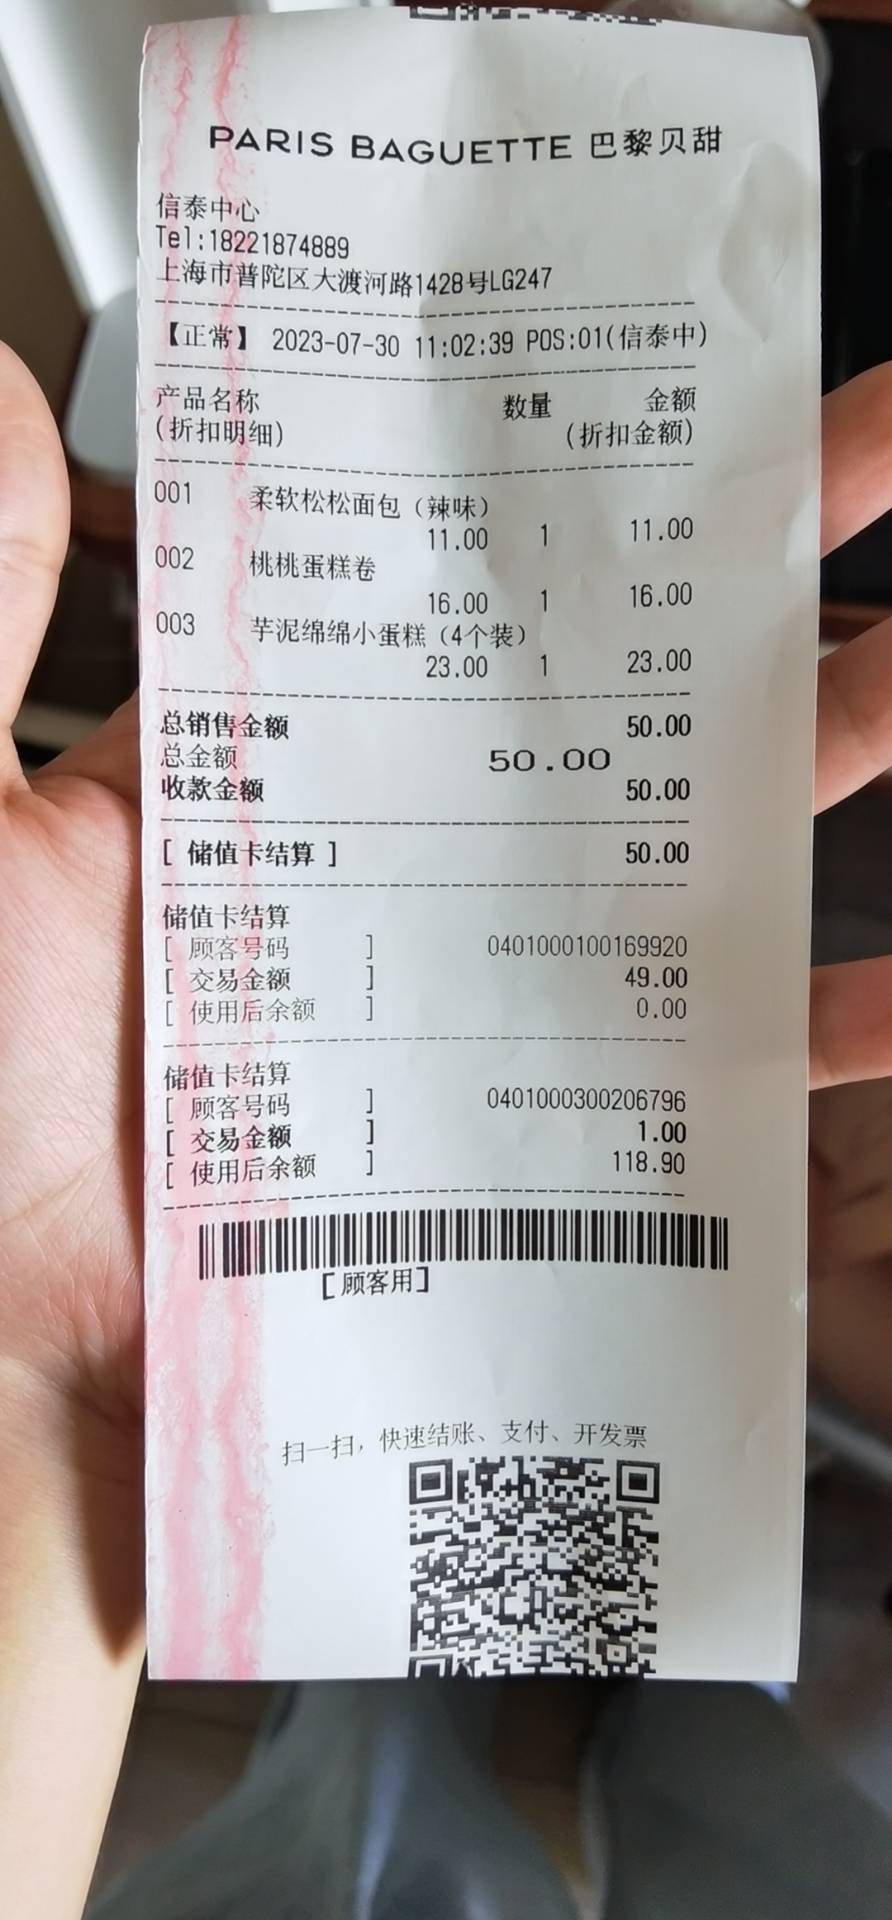 PARIS BAGUETTE 巴黎贝甜
信泰中心
Tel:18221874889
上海市普陀区大渡河路1428号LG247
【正常】 2023-07-30 11:02:39 POS:01(信泰中)
产品名称 数量 金额
(折扣明细) (折扣金额)
001 柔软松松面包（辣味）
11.00 1 11.00
002 桃桃蛋糕卷
16.00 1 16.00
003 芋泥绵绵小蛋糕（4个装）
23.00 1 23.00
总销售金额 50.00
总金额 50.00
收款金额 50.00
[ 储值卡结算 ] 50.00
储值卡结算
[ 顾客号码 ] 0401000100169920
[ 交易金额 ] 49.00
[ 使用后余额 ] 0.00
储值卡结算
[ 顾客号码 ] 0401000300206796
[ 交易金额 ] 1.00
[ 使用后余额 ] 118.90
[ 顾客用]
扫一扫，快速结账、支付、开发票